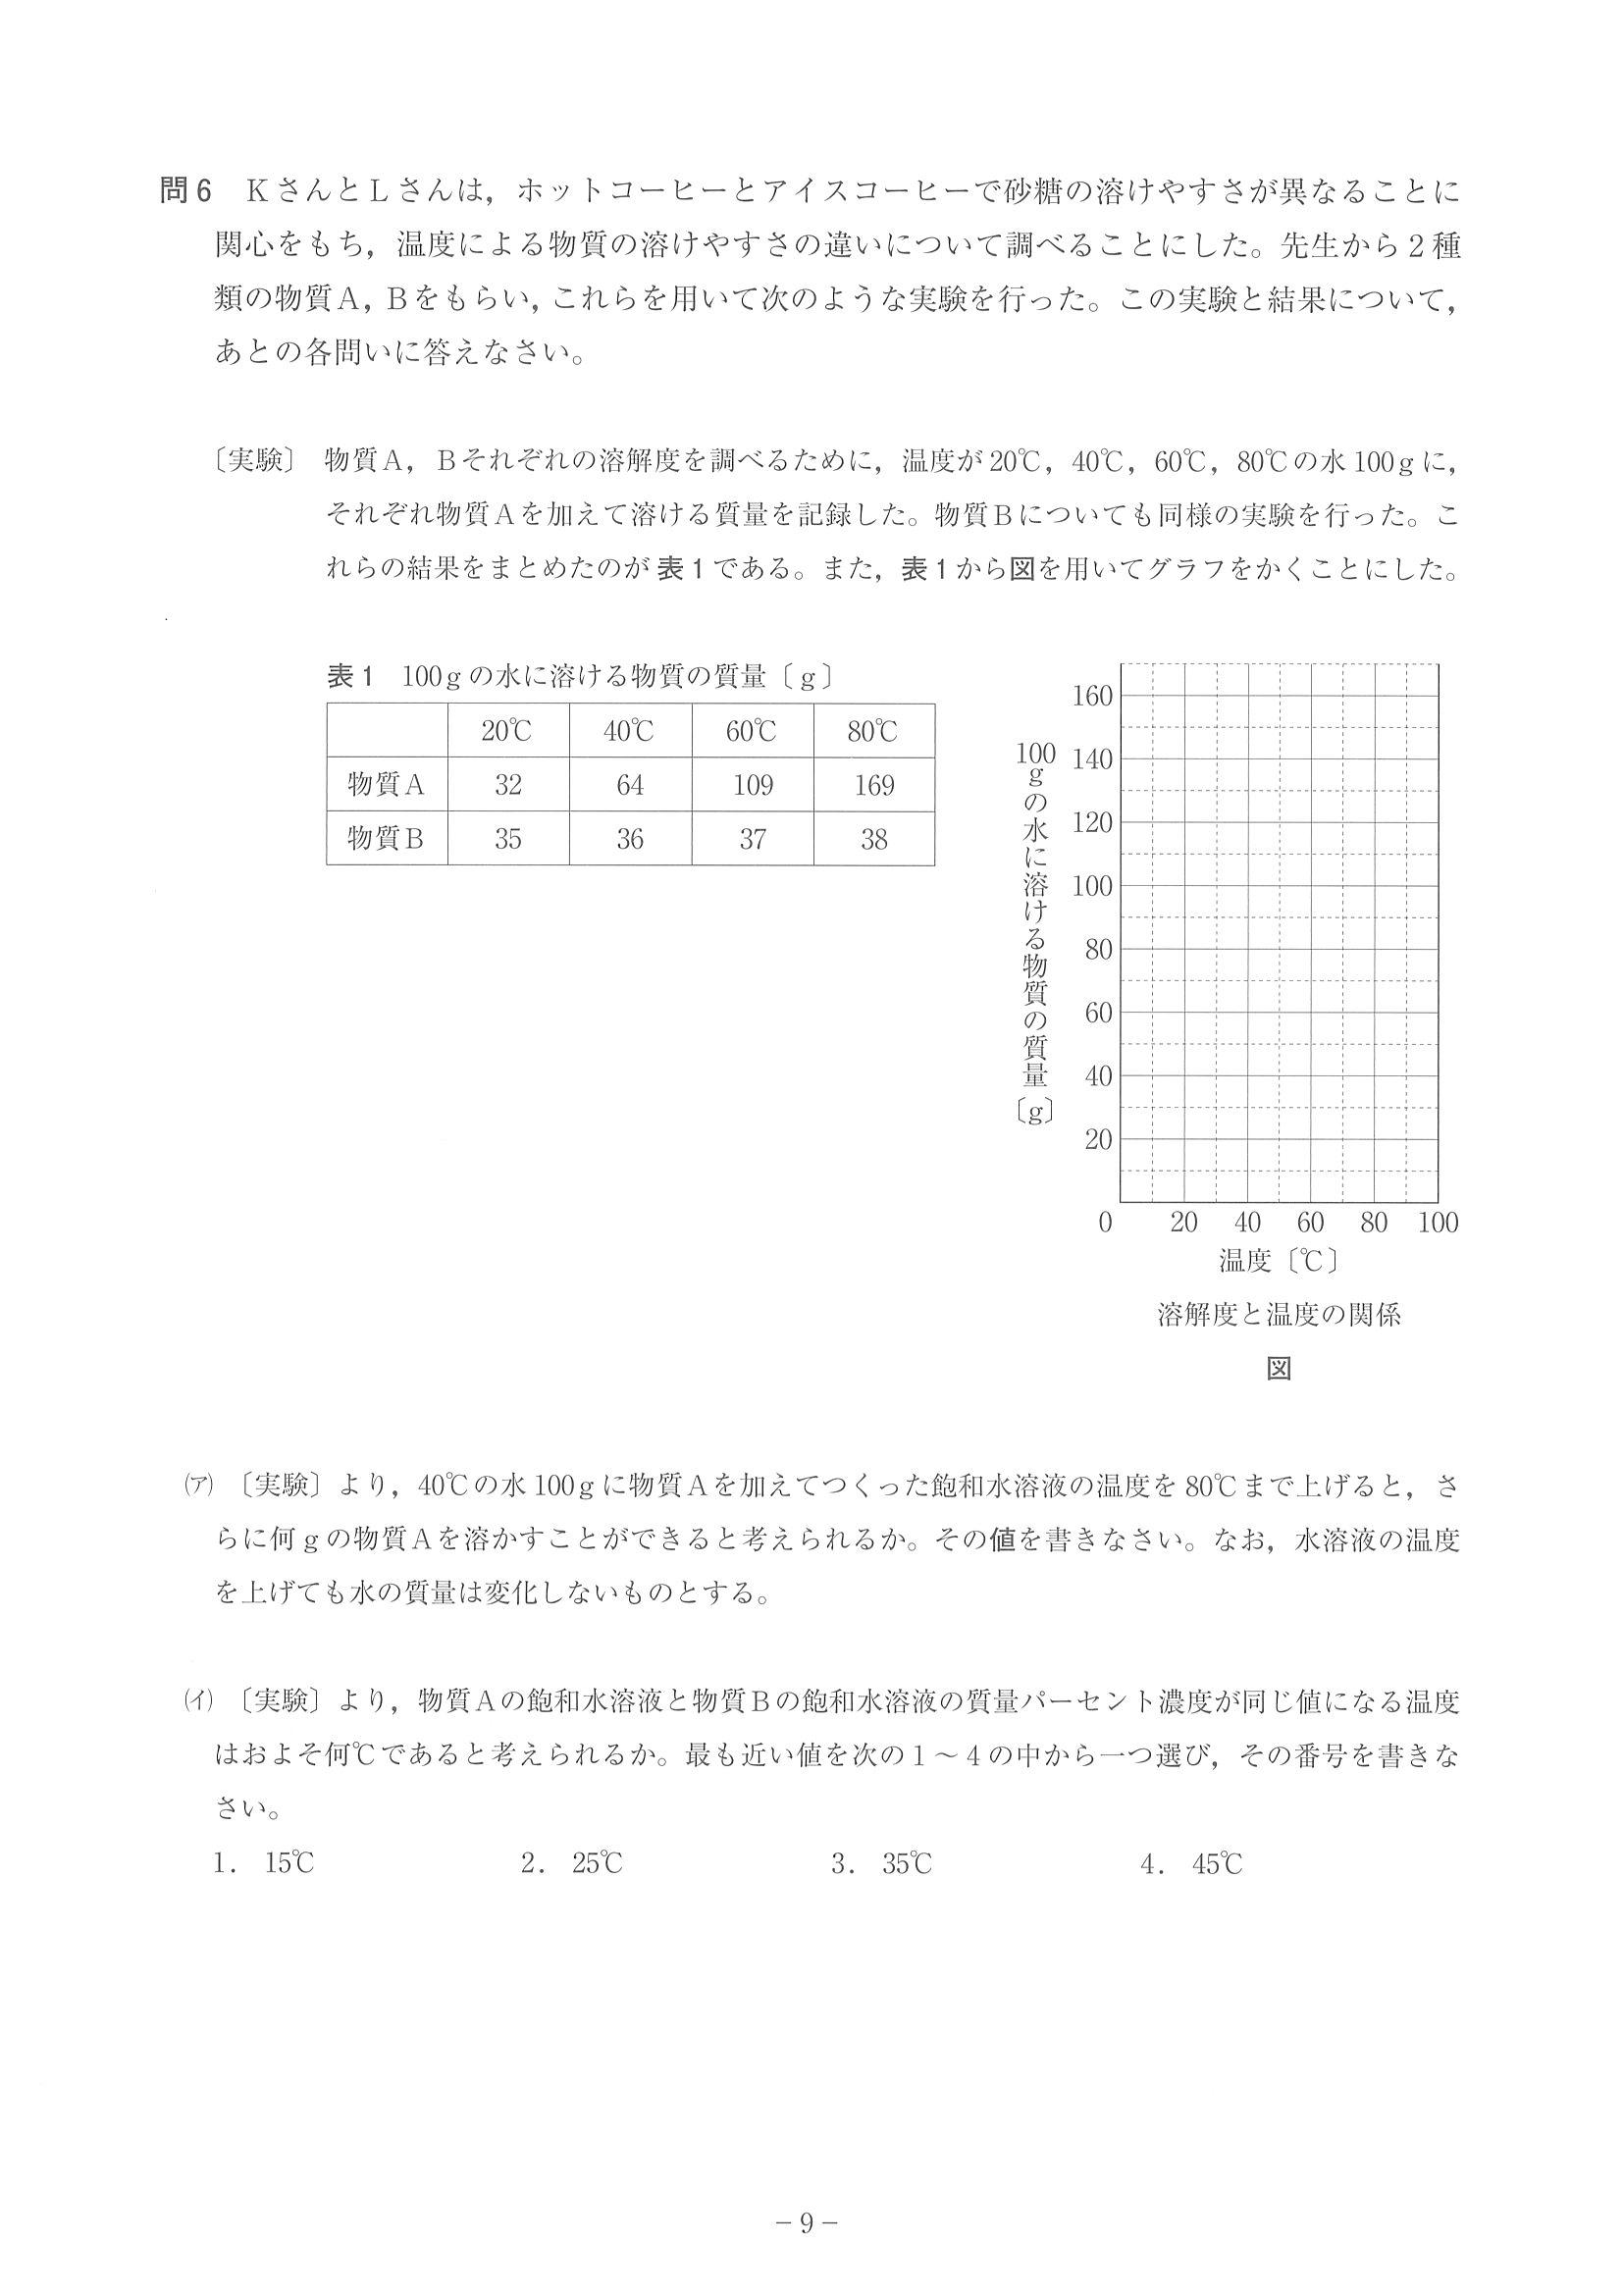 問6 KさんとLさんは，ホットコーヒーとアイスコーヒーで砂糖の溶けやすさが異なることに
関心をもち，温度による物質の溶けやすさの違いについて調べることにした。先生から2種
類の物質A，Bをもらい，これらを用いて次のような実験を行った。この実験と結果について，
あとの各問いに答えなさい。
〔実験〕 物質A，Bそれぞれの溶解度を調べるために，温度が20℃，40℃，60℃，80℃の水100gに，
それぞれ物質Aを加えて溶ける質量を記録した。物質Bについても同様の実験を行った。こ
れらの結果をまとめたのが表1である。また，表1から図を用いてグラフをかくことにした。
表1 100gの水に溶ける物質の質量〔g〕
20℃ 40℃ 60℃ 80℃
物質A 32 64 109 169
物質B 35 36 37 38
100gの水に溶ける物質の質量〔g〕
160
140
120
100
80
60
40
20
0 20 40 60 80 100
温度〔℃〕
溶解度と温度の関係
図
(ア) 〔実験〕より，40℃の水100gに物質Aを加えてつくった飽和水溶液の温度を80℃まで上げると，さ
らに何gの物質Aを溶かすことができると考えられるか。その値を書きなさい。なお，水溶液の温度
を上げても水の質量は変化しないものとする。
(イ) 〔実験〕より，物質Aの飽和水溶液と物質Bの飽和水溶液の質量パーセント濃度が同じ値になる温度
はおよそ何℃であると考えられるか。最も近い値を次の1～4の中から一つ選び，その番号を書きな
さい。
1．15℃ 2．25℃ 3．35℃ 4．45℃
－9－